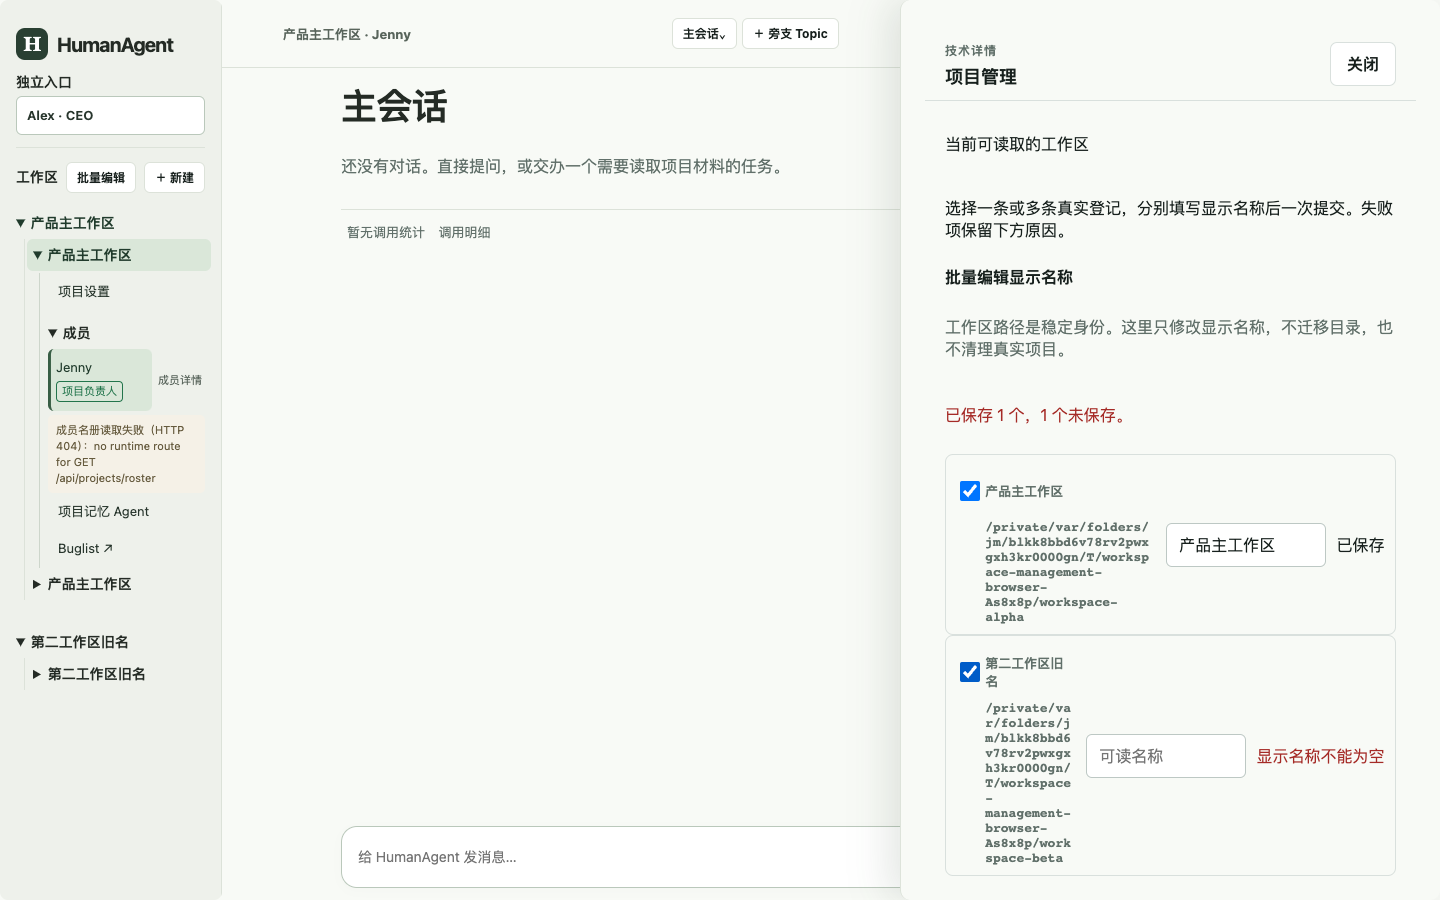 H HumanAgent
独立入口
Alex · CEO
工作区
批量编辑
+ 新建
▼ 产品主工作区
▼ 产品主工作区
项目设置
▼ 成员
Jenny
项目负责人
成员详情
成员名册读取失败（HTTP
404）：no runtime route
for GET
/api/projects/roster
项目记忆 Agent
Buglist ↗
▶ 产品主工作区
▼ 第二工作区旧名
▶ 第二工作区旧名
产品主工作区 · Jenny
主会话⌄
+ 旁支 Topic
主会话
还没有对话。直接提问，或交办一个需要读取项目材料的任务。
暂无调用统计 调用明细
给 HumanAgent 发消息...
技术详情
项目管理
关闭
当前可读取的工作区
选择一条或多条真实登记，分别填写显示名称后一次提交。失败
项保留下方原因。
批量编辑显示名称
工作区路径是稳定身份。这里只修改显示名称，不迁移目录，也
不清理真实项目。
已保存 1 个，1 个未保存。
产品主工作区
/private/var/folders/
jm/blkk8bbd6v78rv2pwx
gxh3kr0000gn/T/worksp
ace-management-
browser-
As8x8p/workspace-
alpha
产品主工作区
已保存
第二工作区旧
名
/private/va
r/folders/j
m/blkk8bbd6
v78rv2pwxgx
h3kr0000gn/
T/workspace
-
management-
browser-
As8x8p/work
space-beta
可读名称
显示名称不能为空